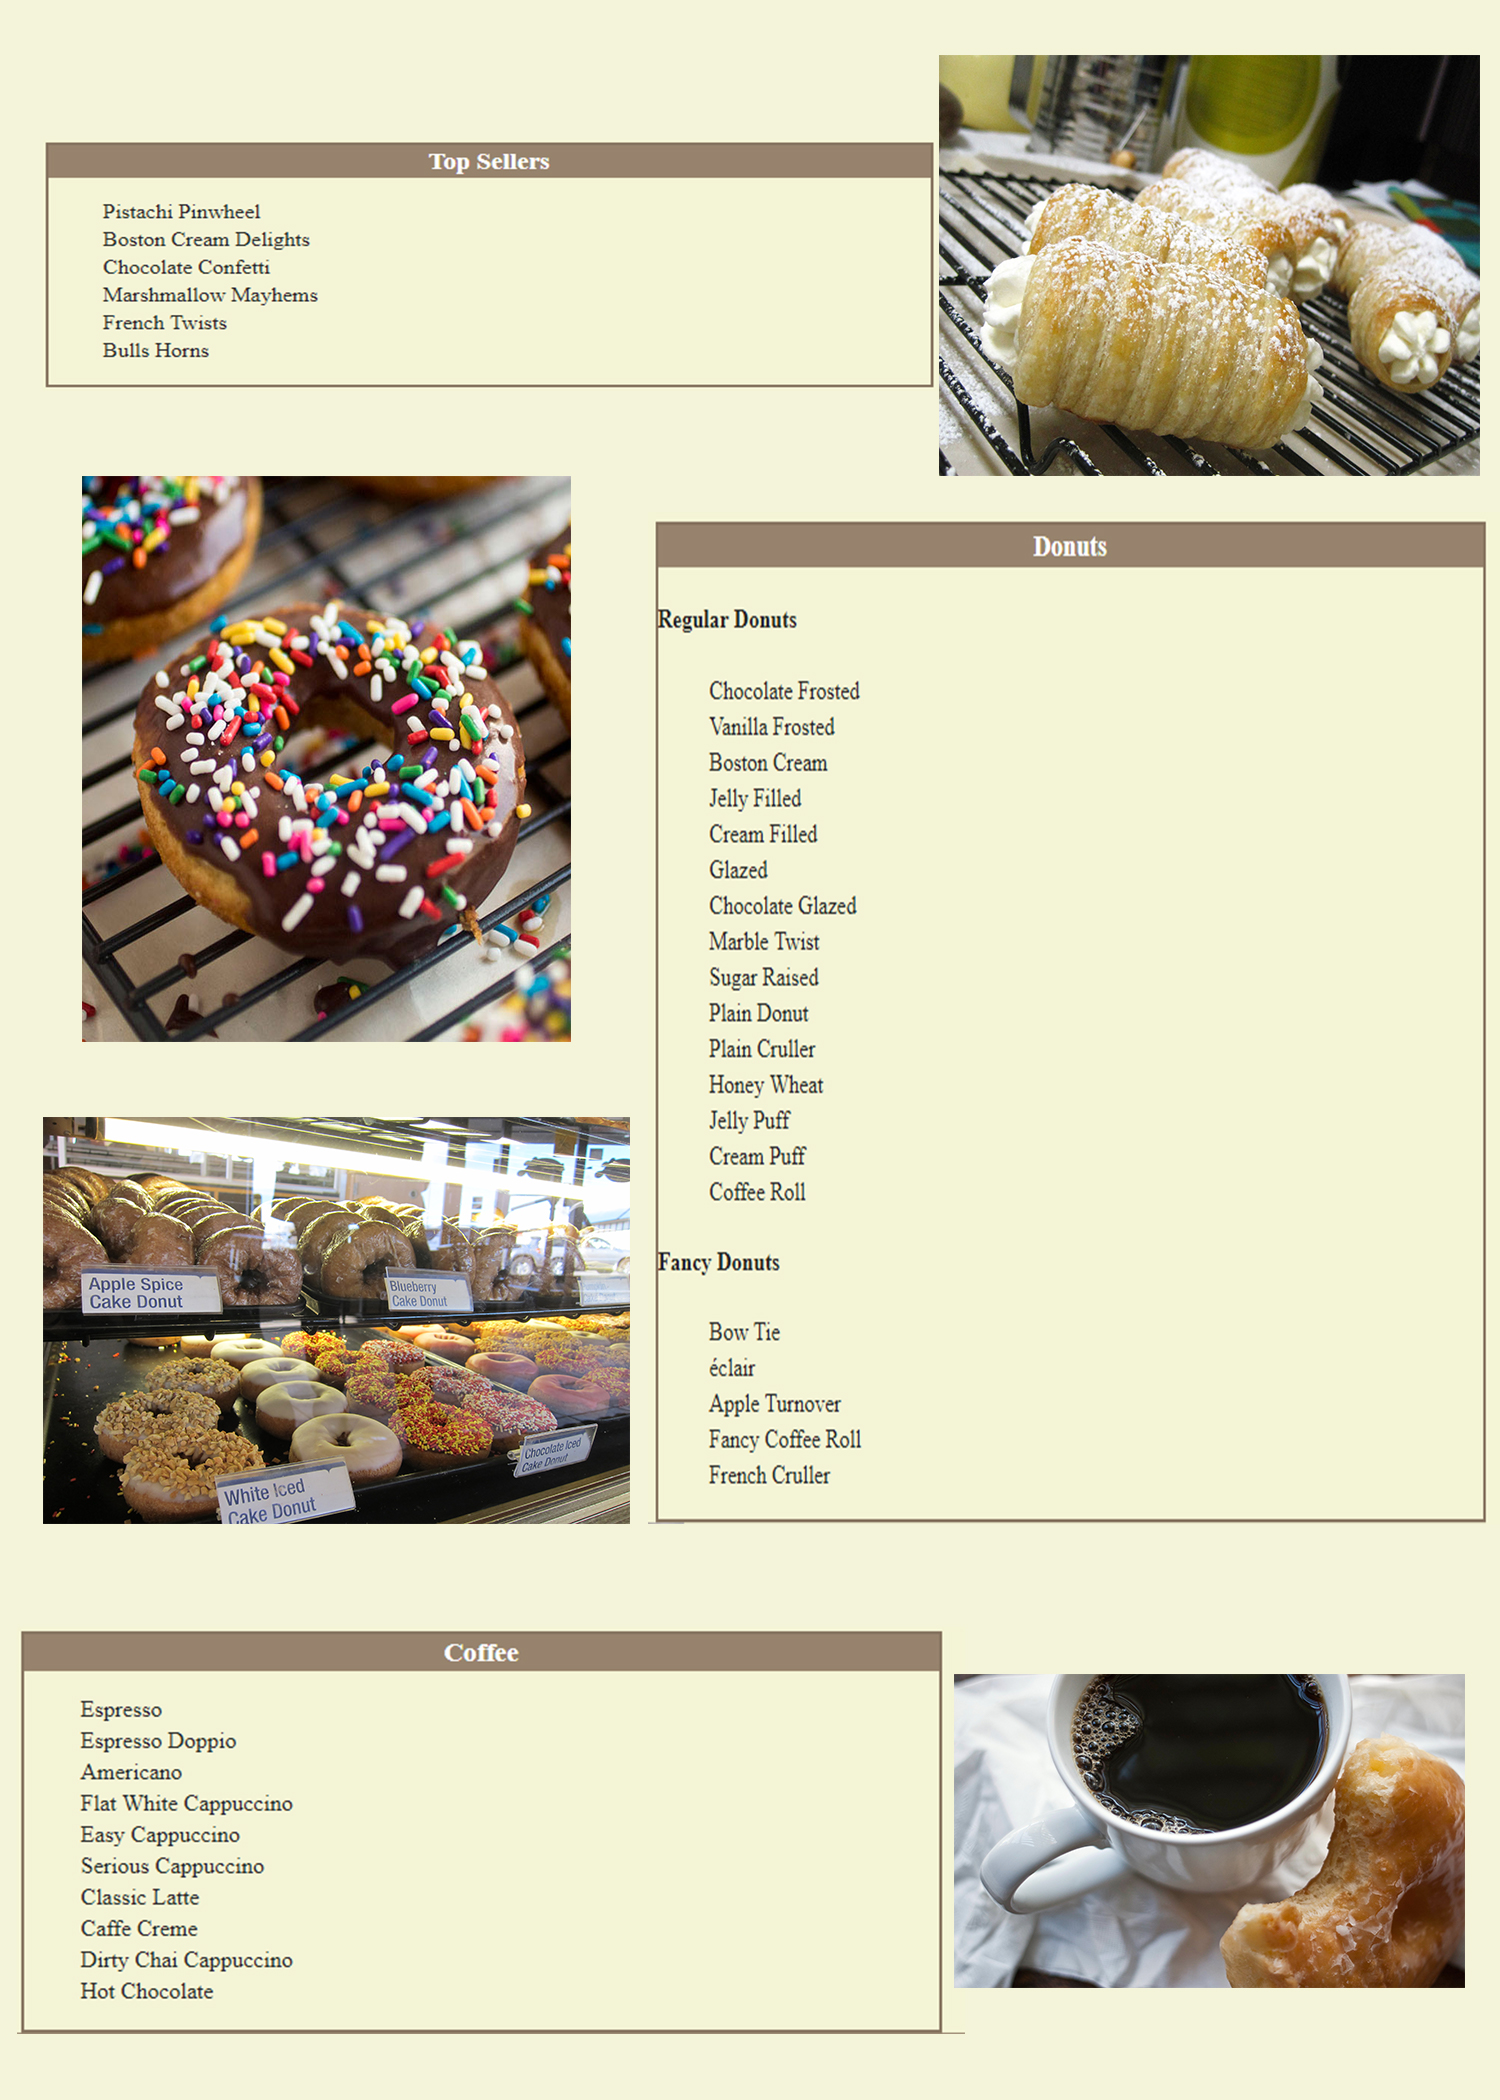 Top Sellers
Pistachi Pinwheel
Boston Cream Delights
Chocolate Confetti
Marshmallow Mayhems
French Twists
Bulls Horns
Donuts
Regular Donuts
Chocolate Frosted
Vanilla Frosted
Boston Cream
Jelly Filled
Cream Filled
Glazed
Chocolate Glazed
Marble Twist
Sugar Raised
Plain Donut
Plain Cruller
Honey Wheat
Jelly Puff
Cream Puff
Coffee Roll
Fancy Donuts
Bow Tie
éclair
Apple Turnover
Fancy Coffee Roll
French Cruller
Apple Spice
Cake Donut
Blueberry
Cake Donut
Chocolate Iced
Cake Donut
White Iced
Cake Donut
Coffee
Espresso
Espresso Doppio
Americano
Flat White Cappuccino
Easy Cappuccino
Serious Cappuccino
Classic Latte
Caffe Creme
Dirty Chai Cappuccino
Hot Chocolate